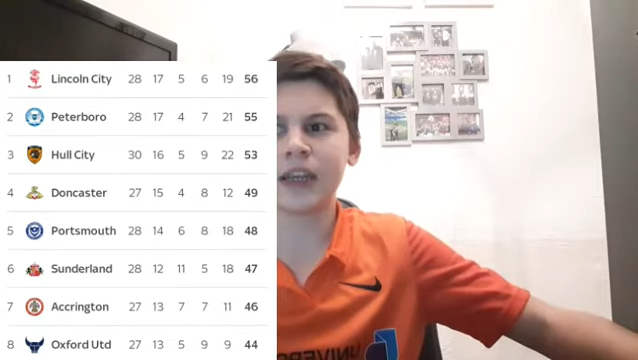 1 Lincoln City 28 17 5 6 19 56
2 Peterboro 28 17 4 7 21 55
3 Hull City 30 16 5 9 22 53
4 Doncaster 27 15 4 8 12 49
5 Portsmouth 28 14 6 8 18 48
6 Sunderland 28 12 11 5 18 47
7 Accrington 27 13 7 7 11 46
8 Oxford Utd 27 13 5 9 9 44